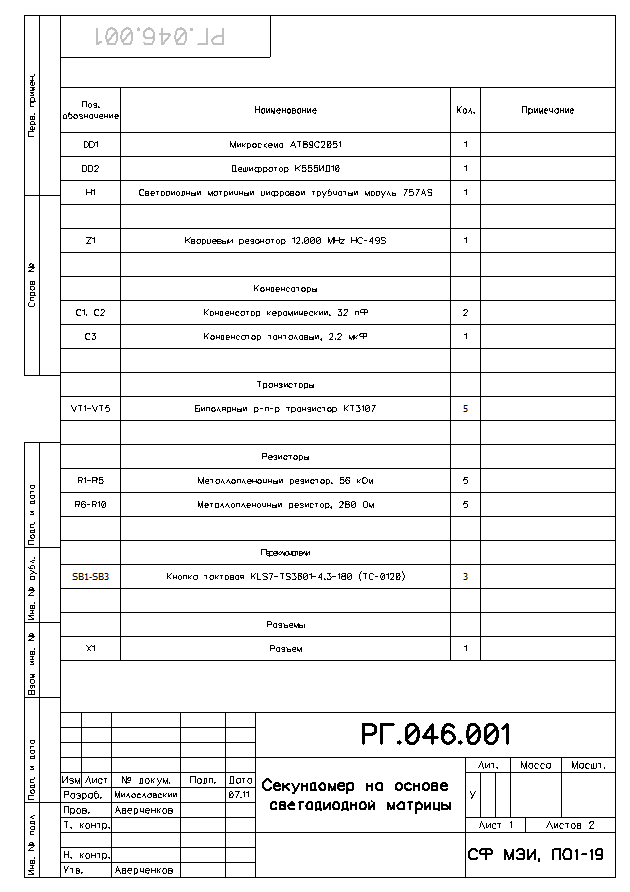 РГ.046.001
Перв. примен.
Справ №
Подп. и дата
Инв. № дубл.
Взам инв. №
Подп. и дата
Инв. № подл
Поз. обозначение Наименование Кол. Примечание
DD1 Микросхема AT89C2051 1
DD2 Дешифратор К555ИД10 1
H1 Светодиодный матричный цифровой трубчатый модуль 757AS 1
Z1 Кварцевым резонатор 12.000 MHz HC-49S 1
Конденсаторы
C1, C2 Конденсатор керамический, 32 пФ 2
C3 Конденсатор танталовый, 2.2 мкФ 1
Транзисторы
VT1-VT5 Биполярный р-п-р транзистор КТ3107 5
Резисторы
R1-R5 Металлопленочный резистор, 56 кОм 5
R6-R10 Металлопленочный резистор, 280 Ом 5
Переключатели
SB1-SB3 Кнопка тактовая KLS7-TS3601-4.3-180 (TC-0120) 3
Разъемы
X1 Разъем 1
РГ.046.001
Изм Лист № докум. Подп. Дата
Разраб. Милославский 07.11
Пров. Аверченков
Т. контр.
Н. контр.
Утв. Аверченков
Секундомер на основе
светадиодной матрицы
Лит. Масса Масшт.
У
Лист 1 Листов 2
СФ МЭИ, ПО1-19